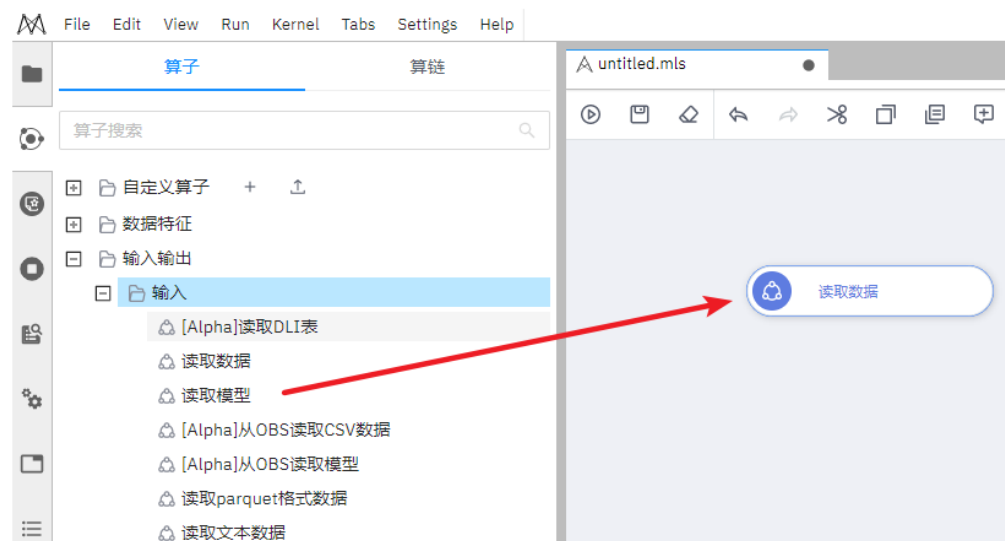 File Edit View Run Kernel Tabs Settings Help
算子 算链
untitled.mls
算子搜索
自定义算子
数据特征
输入输出
输入
[Alpha]读取DLI表
读取数据
读取模型
[Alpha]从OBS读取CSV数据
[Alpha]从OBS读取模型
读取parquet格式数据
读取文本数据
读取数据